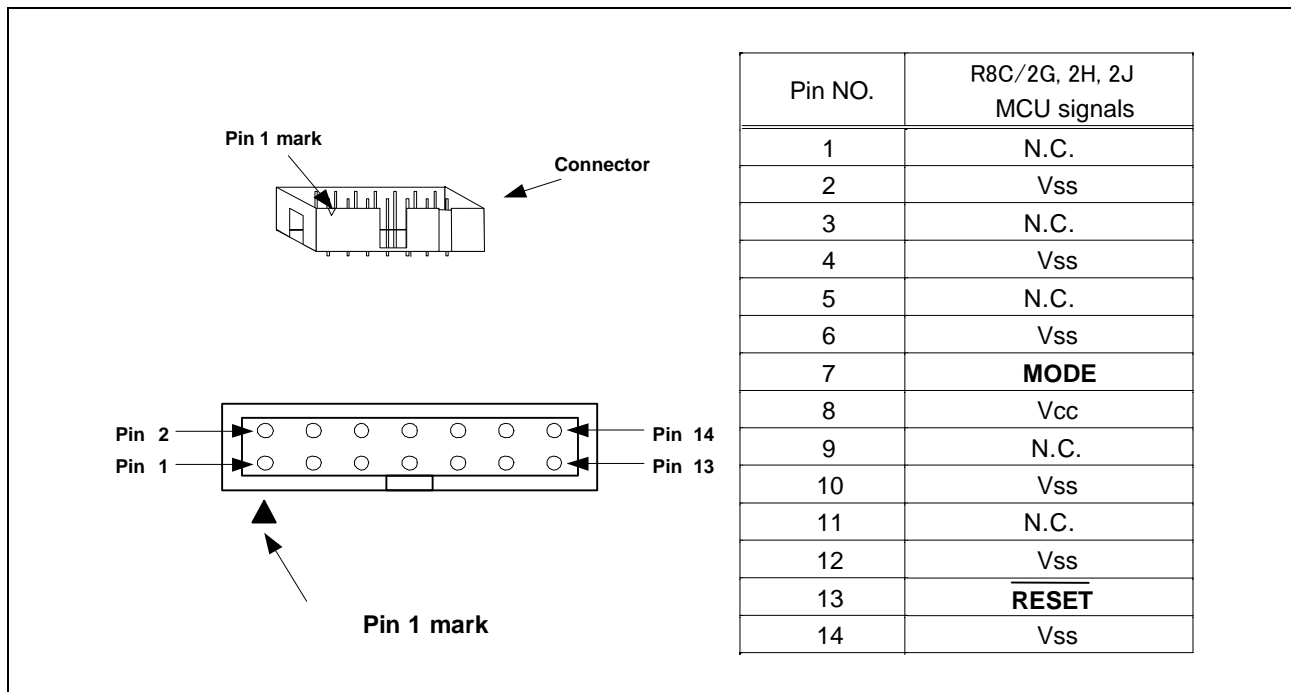 Pin 1 mark
Connector
Pin 2
Pin 14
Pin 1
Pin 13
Pin 1 mark
Pin NO. R8C/2G, 2H, 2J
MCU signals
1 N.C.
2 Vss
3 N.C.
4 Vss
5 N.C.
6 Vss
7 MODE
8 Vcc
9 N.C.
10 Vss
11 N.C.
12 Vss
13 RESET
14 Vss